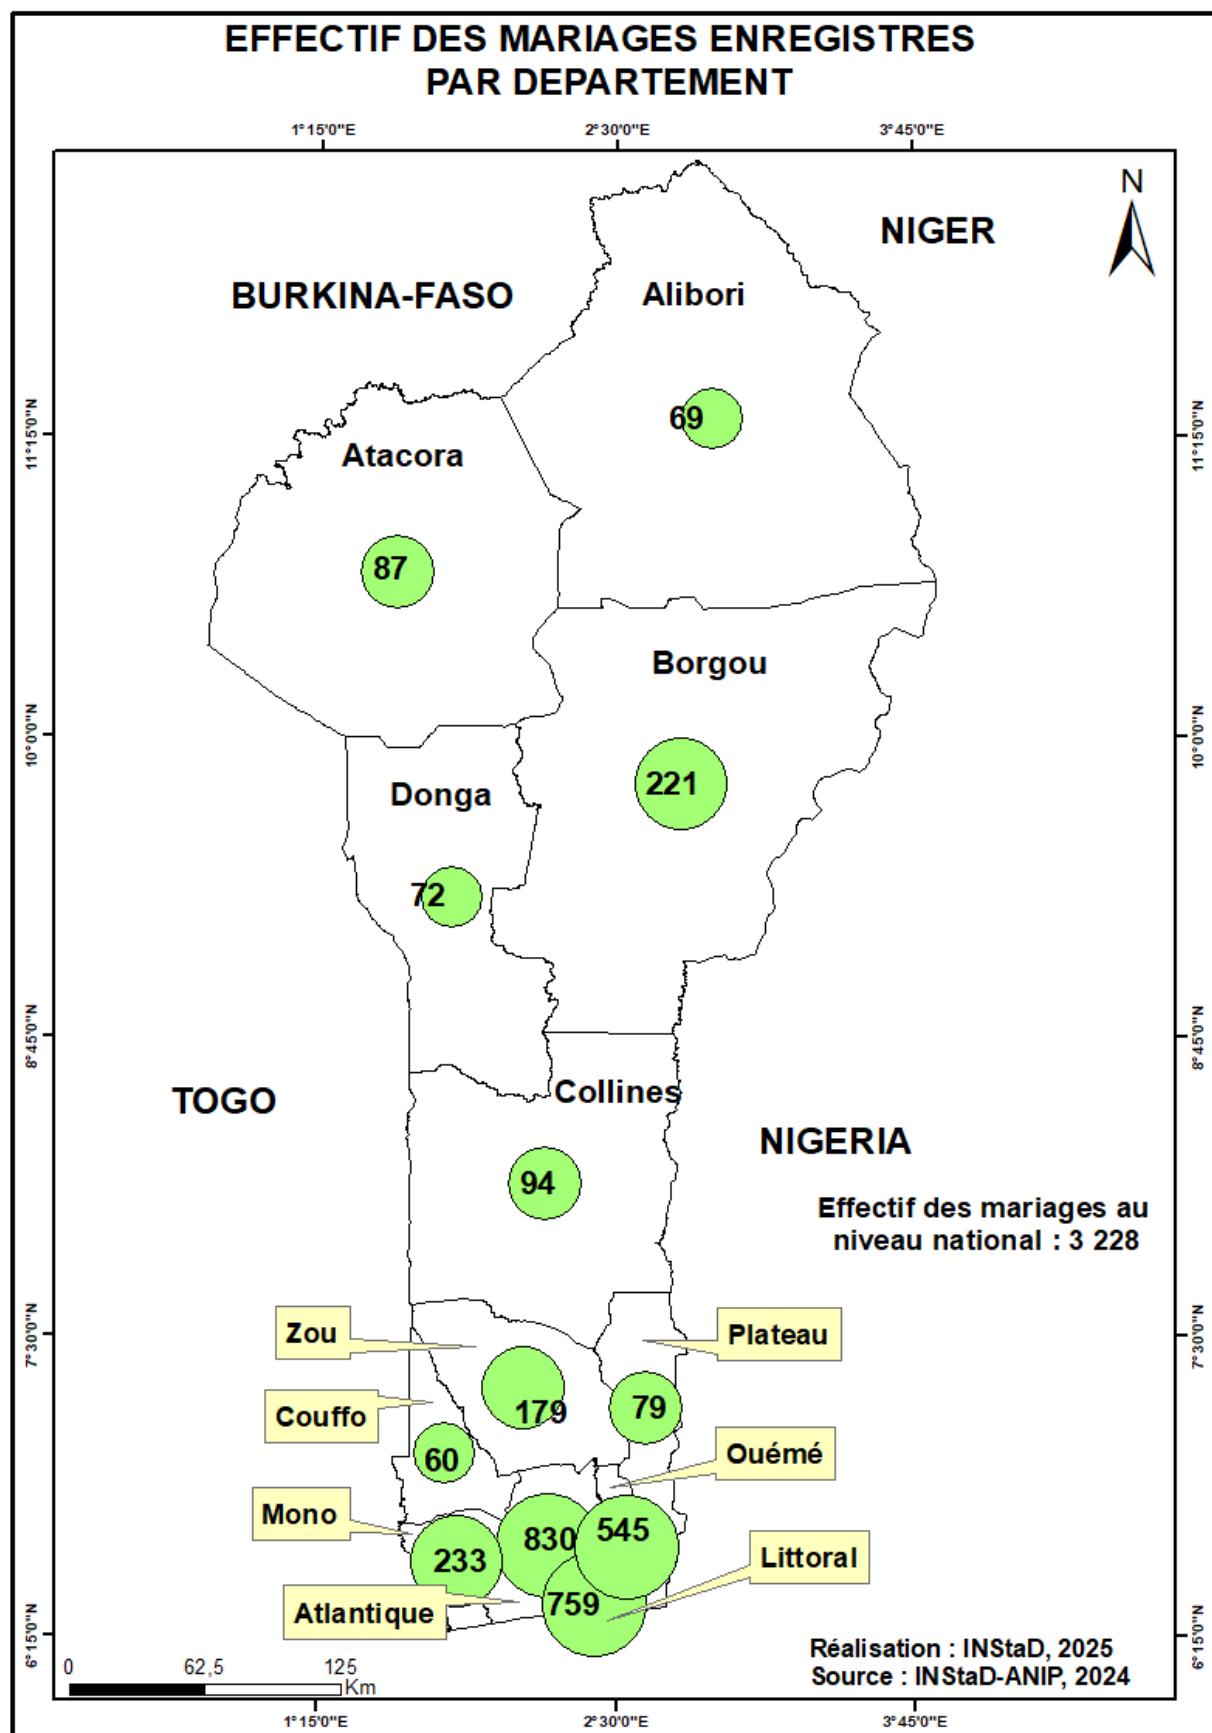 EFFECTIF DES MARIAGES ENREGISTRES
PAR DEPARTEMENT
1°15'0"E
2°30'0"E
3°45'0"E
N
NIGER
BURKINA-FASO
Alibori
69
11°15'0"N
11°15'0"N
Atacora
87
Borgou
10°0'0"N
10°0'0"N
221
Donga
72
8°45'0"N
8°45'0"N
TOGO
Collines
NIGERIA
94
Effectif des mariages au
niveau national : 3 228
Zou
Plateau
7°30'0"N
7°30'0"N
179
79
Couffo
60
Ouémé
Mono
830
545
233
Littoral
759
Atlantique
6°15'0"N
6°15'0"N
Réalisation : INStaD, 2025
Source : INStaD-ANIP, 2024
0 62,5 125
Km
1°15'0"E
2°30'0"E
3°45'0"E